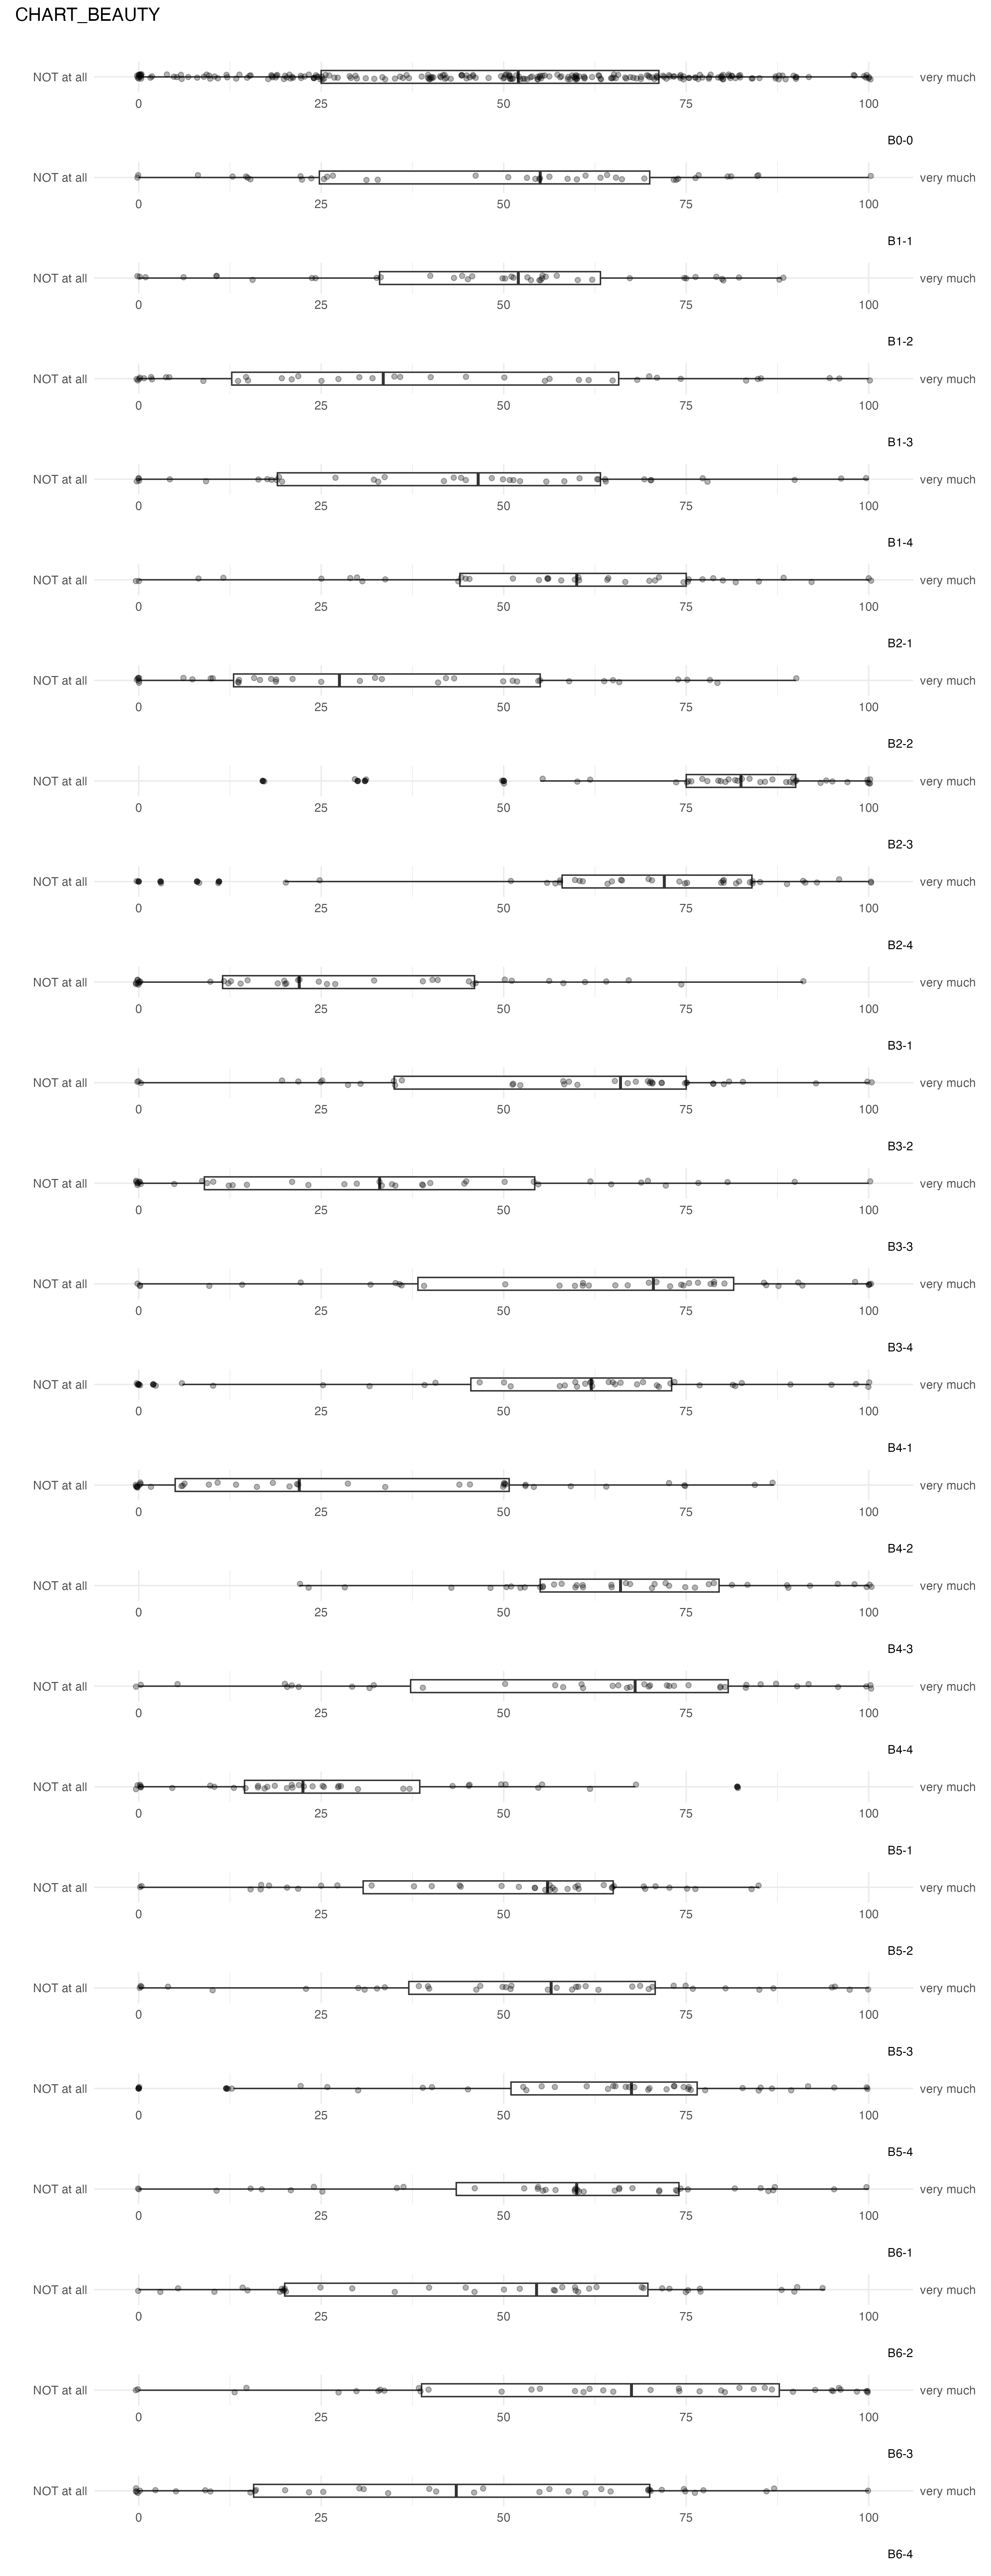 CHART_BEAUTY
NOT at all very much
0 25 50 75 100
B0-0
NOT at all very much
0 25 50 75 100
B1-1
NOT at all very much
0 25 50 75 100
B1-2
NOT at all very much
0 25 50 75 100
B1-3
NOT at all very much
0 25 50 75 100
B1-4
NOT at all very much
0 25 50 75 100
B2-1
NOT at all very much
0 25 50 75 100
B2-2
NOT at all very much
0 25 50 75 100
B2-3
NOT at all very much
0 25 50 75 100
B2-4
NOT at all very much
0 25 50 75 100
B3-1
NOT at all very much
0 25 50 75 100
B3-2
NOT at all very much
0 25 50 75 100
B3-3
NOT at all very much
0 25 50 75 100
B3-4
NOT at all very much
0 25 50 75 100
B4-1
NOT at all very much
0 25 50 75 100
B4-2
NOT at all very much
0 25 50 75 100
B4-3
NOT at all very much
0 25 50 75 100
B4-4
NOT at all very much
0 25 50 75 100
B5-1
NOT at all very much
0 25 50 75 100
B5-2
NOT at all very much
0 25 50 75 100
B5-3
NOT at all very much
0 25 50 75 100
B5-4
NOT at all very much
0 25 50 75 100
B6-1
NOT at all very much
0 25 50 75 100
B6-2
NOT at all very much
0 25 50 75 100
B6-3
NOT at all very much
0 25 50 75 100
B6-4